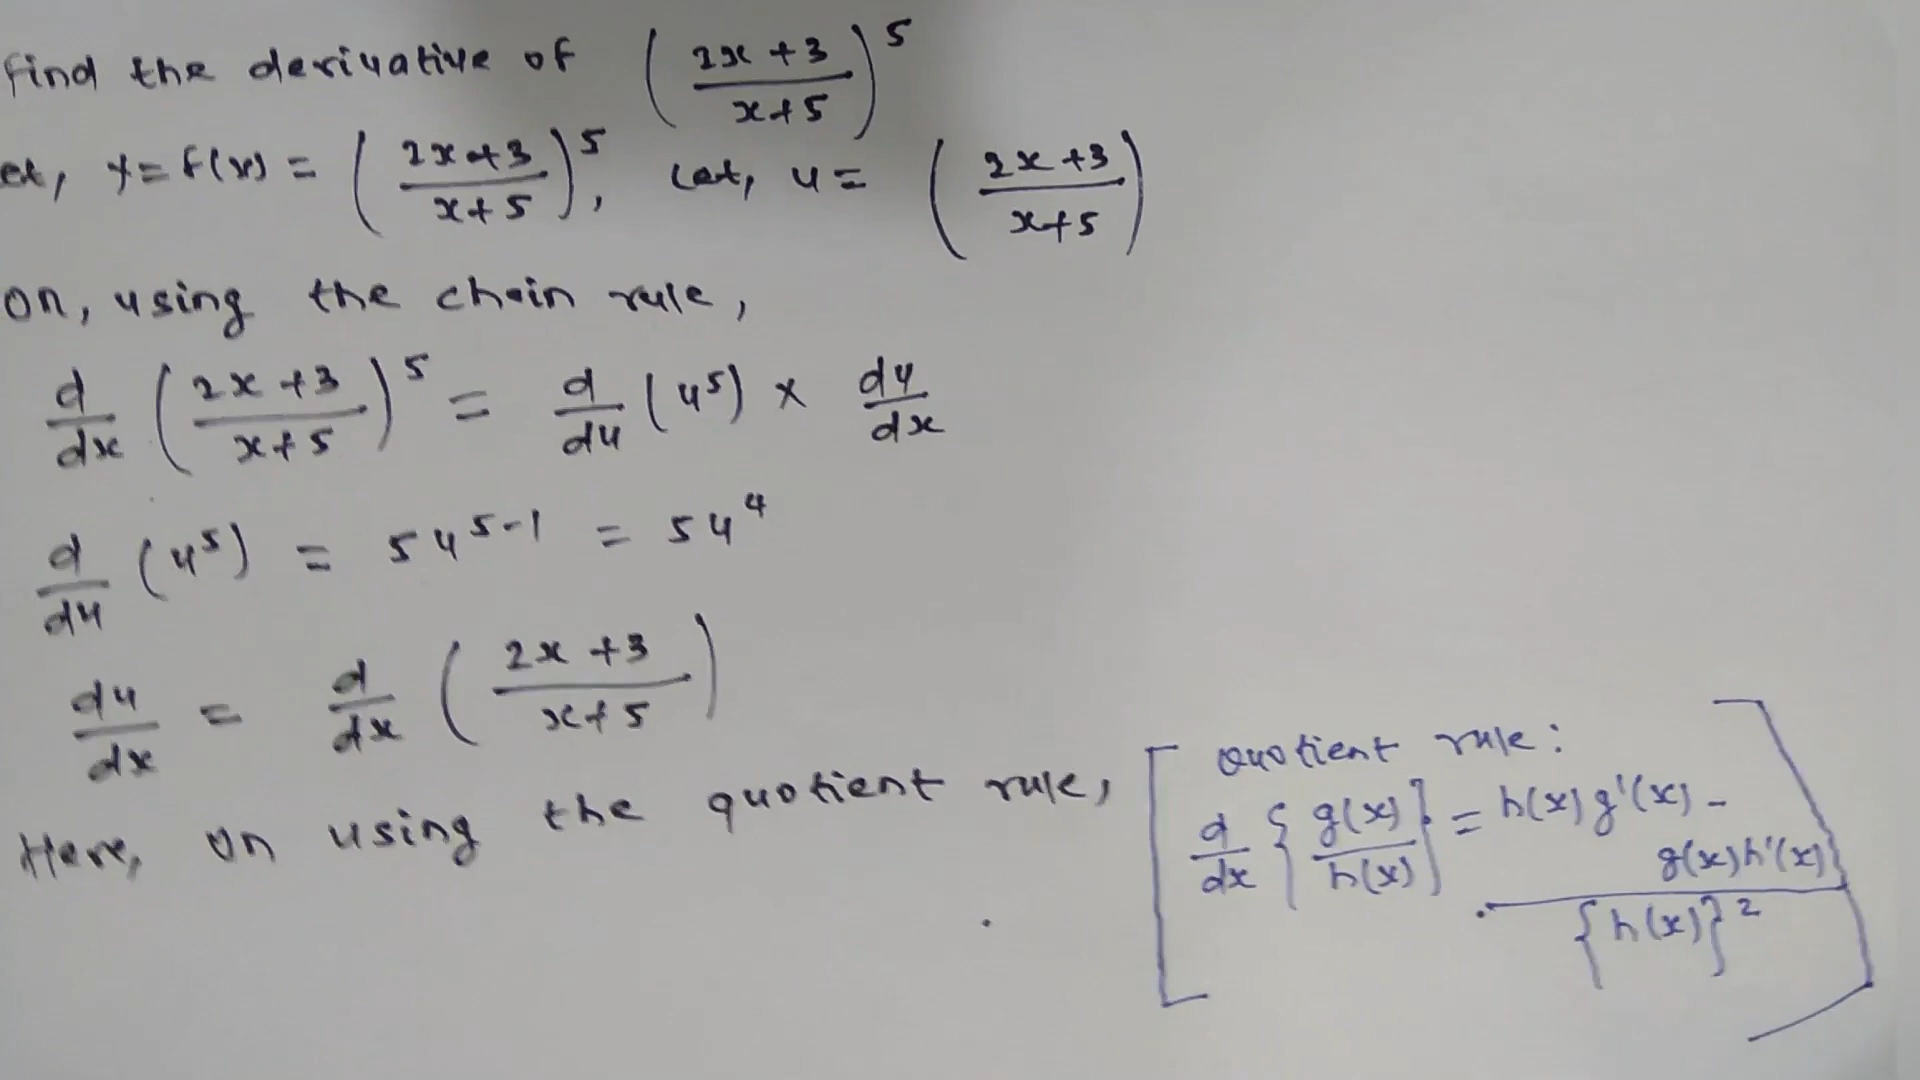 find the derivative of (2x+3 / x+5)^5
et, y = f(x) = (2x+3 / x+5)^5, Let, u = (2x+3 / x+5)
on, using the chain rule,
d/dx (2x+3 / x+5)^5 = d/du (u^5) × du/dx
d/du (u^5) = 5u^5-1 = 5u^4
du/dx = d/dx (2x+3 / x+5)
Here, on using the quotient rule,
[Quotient rule:
d/dx {g(x) / h(x)} = h(x)g'(x) - g(x)h'(x) / {h(x)}^2]